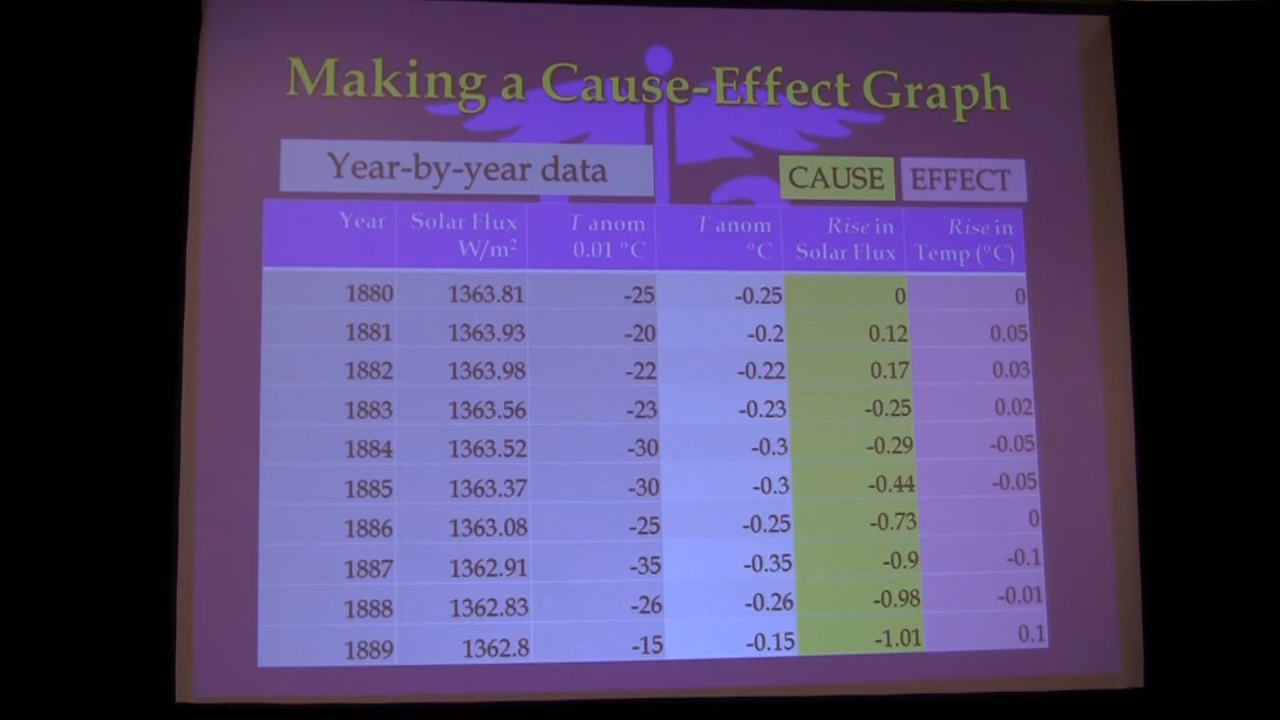 Making a Cause-Effect Graph
Year-by-year data CAUSE EFFECT
Year Solar Flux T anom T anom Rise in Rise in
W/m² 0.01 °C °C Solar Flux Temp (°C)
1880 1363.81 -25 -0.25 0 0
1881 1363.93 -20 -0.2 0.12 0.05
1882 1363.98 -22 -0.22 0.17 0.03
1883 1363.56 -23 -0.23 -0.25 0.02
1884 1363.52 -30 -0.3 -0.29 -0.05
1885 1363.37 -30 -0.3 -0.44 -0.05
1886 1363.08 -25 -0.25 -0.73 0
1887 1362.91 -35 -0.35 -0.9 -0.1
1888 1362.83 -26 -0.26 -0.98 -0.01
1889 1362.8 -15 -0.15 -1.01 0.1